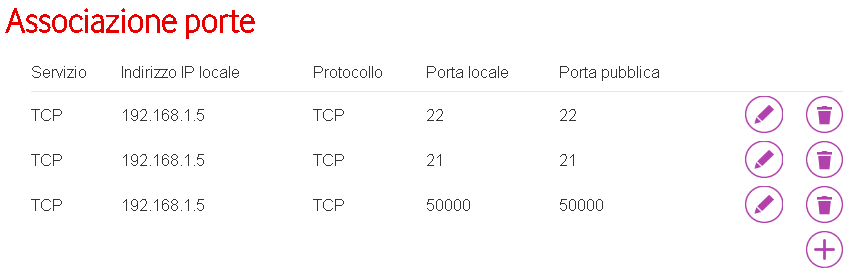 Associazione porte
Servizio Indirizzo IP locale Protocollo Porta locale Porta pubblica
TCP 192.168.1.5 TCP 22 22
TCP 192.168.1.5 TCP 21 21
TCP 192.168.1.5 TCP 50000 50000